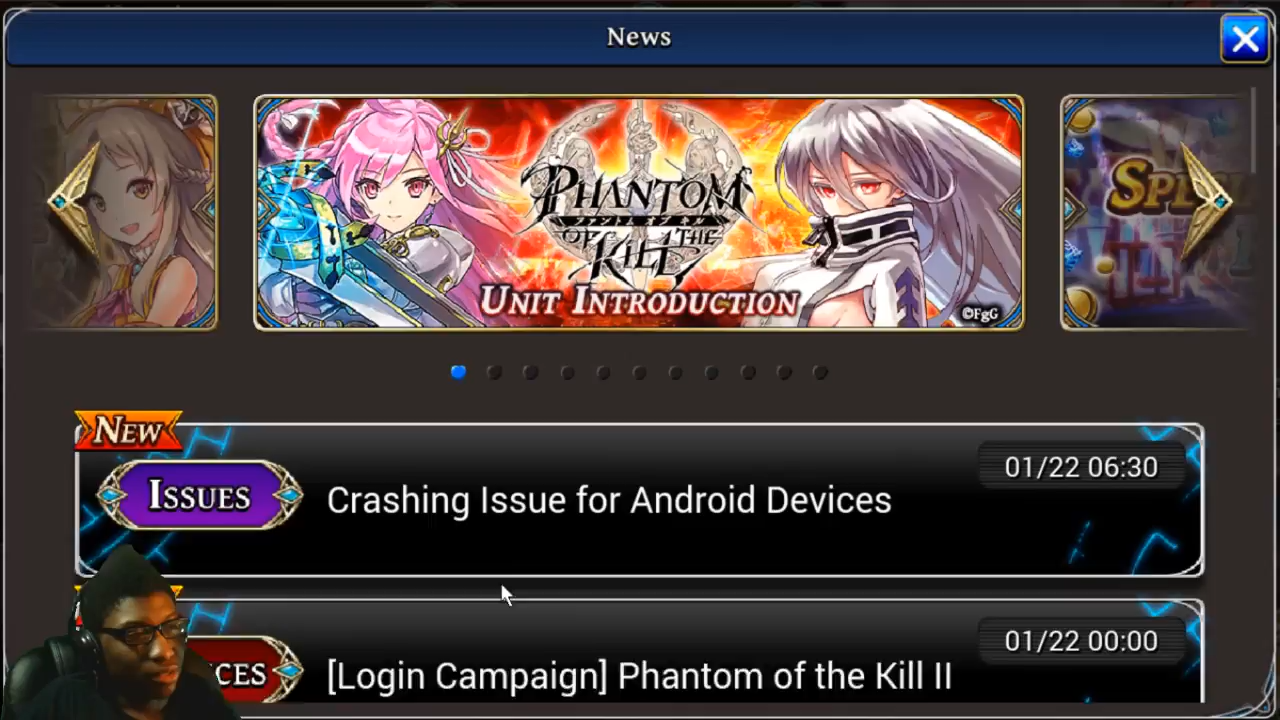 News
PHANTOM
OF THE
KILL
UNIT INTRODUCTION
©FgG
NEW
ISSUES
Crashing Issue for Android Devices
01/22 06:30
[Login Campaign] Phantom of the Kill II
01/22 00:00